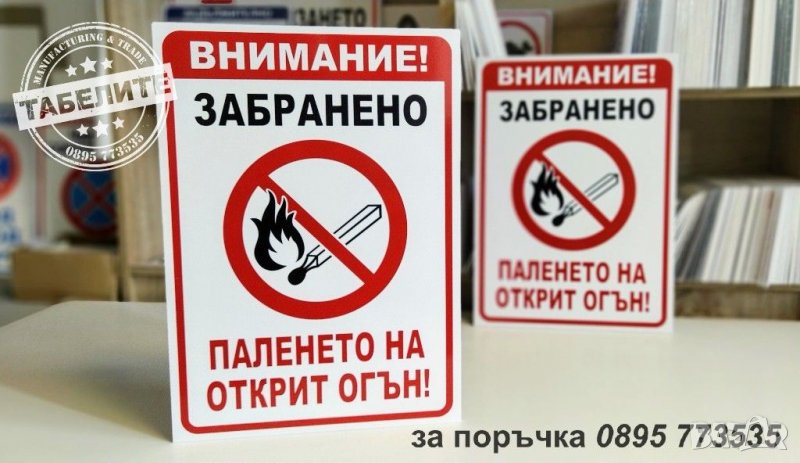 MANUFACTURING & TRADE
ТАБЕЛИТЕ
0895 773535
ВНИМАНИЕ!
ЗАБРАНЕНО
ПАЛЕНЕТО НА
ОТКРИТ ОГЪН!
ВНИМАНИЕ!
ЗАБРАНЕНО
ПАЛЕНЕТО НА
ОТКРИТ ОГЪН!
за поръчка 0895 773535